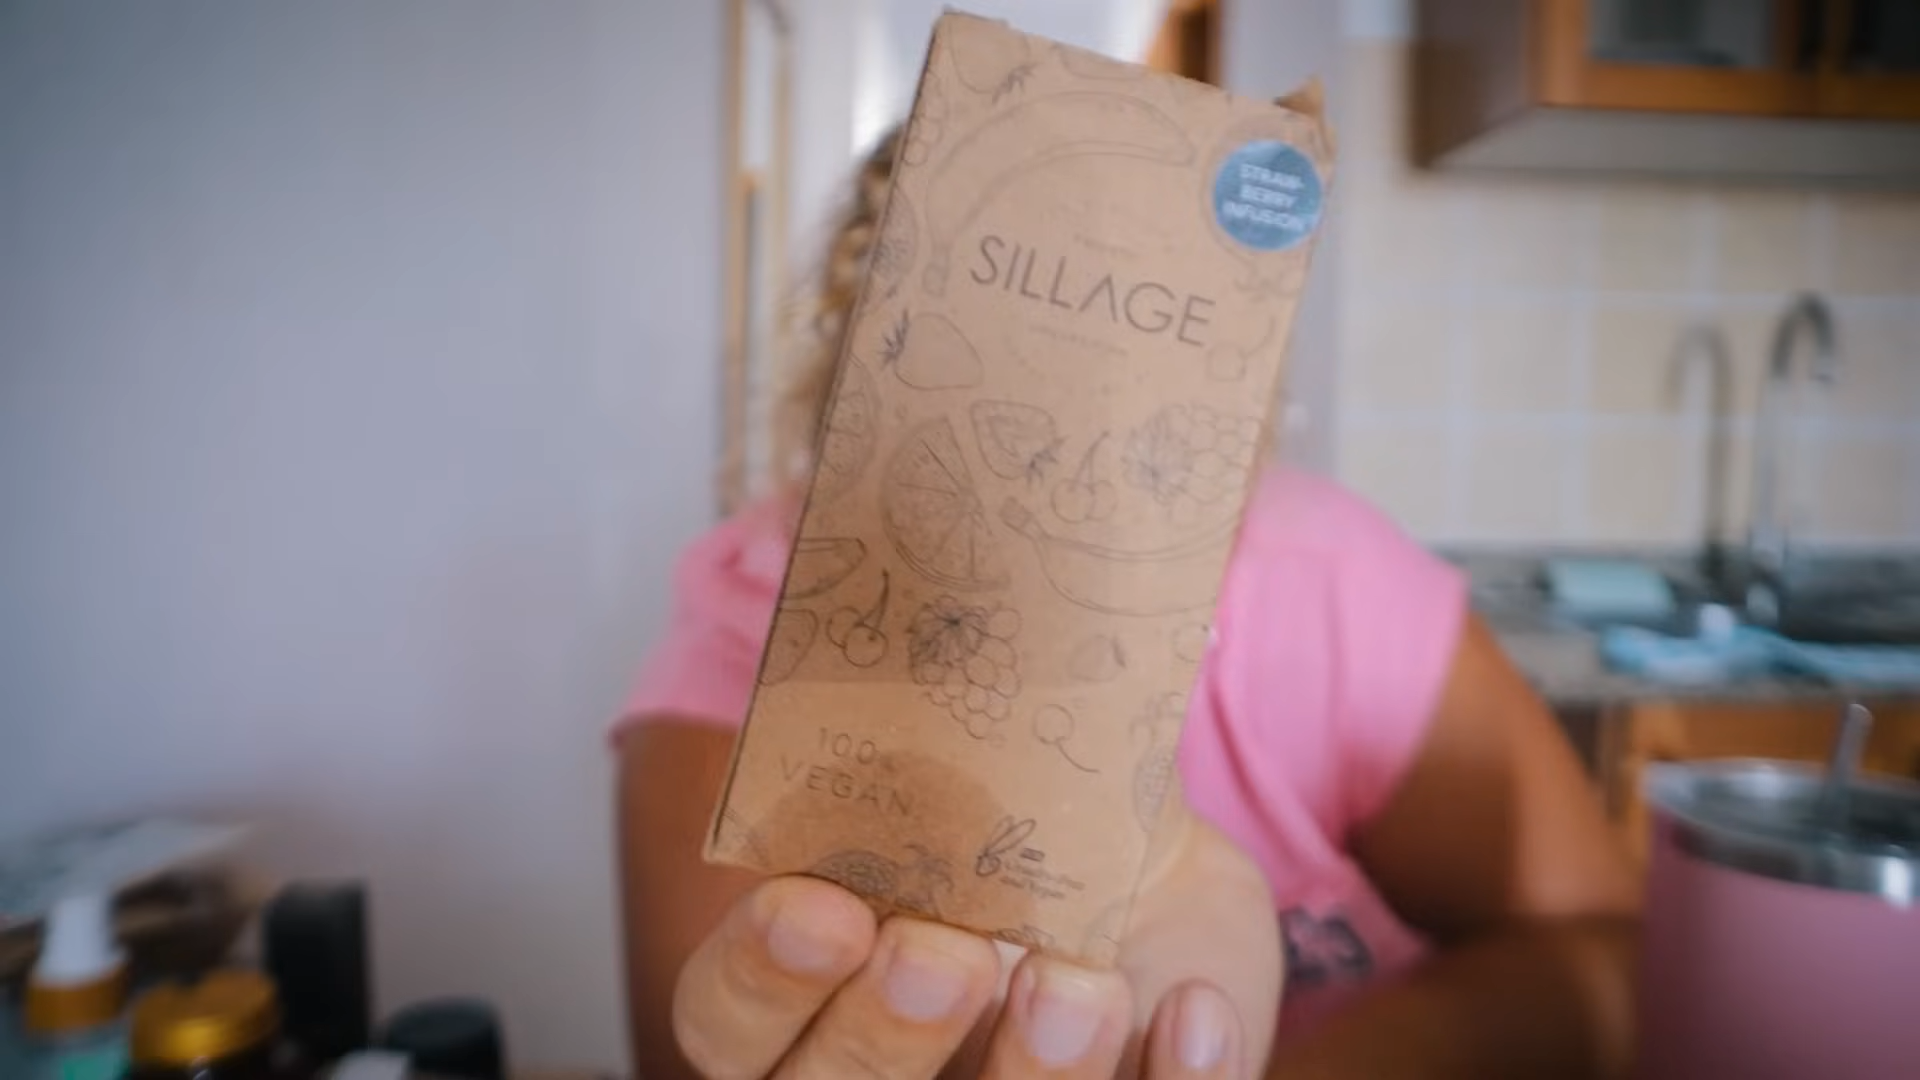 STRAW-
BERRY
INFUSION
SILLAGE
100%
VEGAN